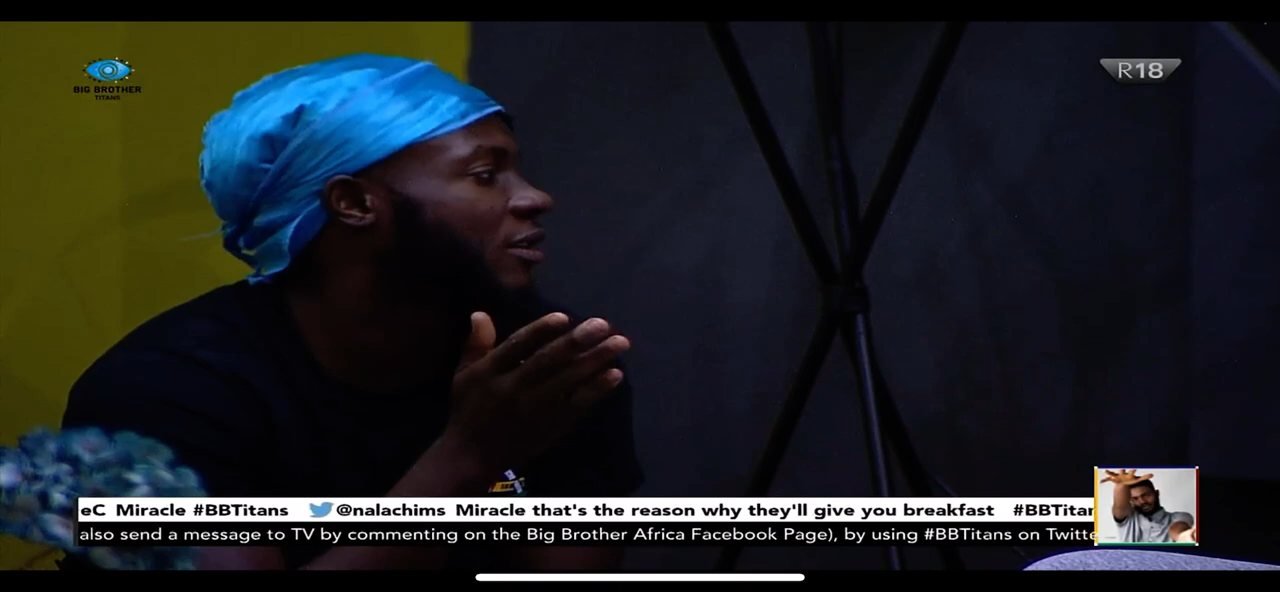 BIG BROTHER
TITANS
R18
eC Miracle #BBTitans @nalachims Miracle that's the reason why they'll give you breakfast #BBTitan
also send a message to TV by commenting on the Big Brother Africa Facebook Page), by using #BBTitans on Twitte